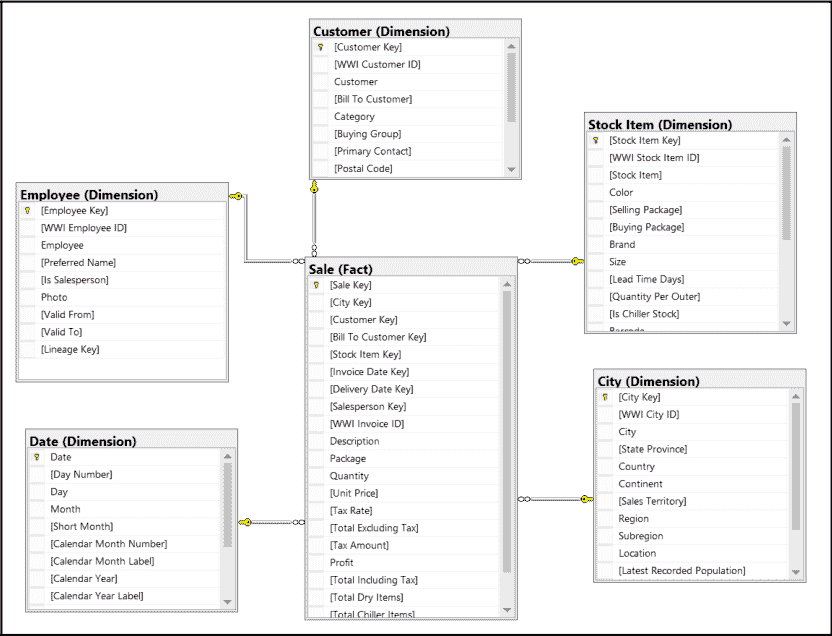 Customer (Dimension)
[Customer Key]
[WWI Customer ID]
Customer
[Bill To Customer]
Category
[Buying Group]
[Primary Contact]
[Postal Code]
Stock Item (Dimension)
[Stock Item Key]
[WWI Stock Item ID]
[Stock Item]
Color
[Selling Package]
[Buying Package]
Brand
Size
[Lead Time Days]
[Quantity Per Outer]
[Is Chiller Stock]
Barcode
Employee (Dimension)
[Employee Key]
[WWI Employee ID]
Employee
[Preferred Name]
[Is Salesperson]
Photo
[Valid From]
[Valid To]
[Lineage Key]
Sale (Fact)
[Sale Key]
[City Key]
[Customer Key]
[Bill To Customer Key]
[Stock Item Key]
[Invoice Date Key]
[Delivery Date Key]
[Salesperson Key]
[WWI Invoice ID]
Description
Package
Quantity
[Unit Price]
[Tax Rate]
[Total Excluding Tax]
[Tax Amount]
Profit
[Total Including Tax]
[Total Dry Items]
[Total Chiller Items]
City (Dimension)
[City Key]
[WWI City ID]
City
[State Province]
Country
Continent
[Sales Territory]
Region
Subregion
Location
[Latest Recorded Population]
Date (Dimension)
Date
[Day Number]
Day
Month
[Short Month]
[Calendar Month Number]
[Calendar Month Label]
[Calendar Year]
[Calendar Year Label]